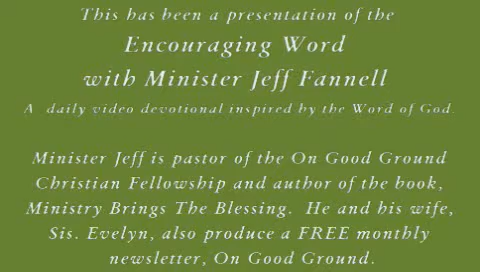 This has been a presentation of the
Encouraging Word
with Minister Jeff Fannell
A daily video devotional inspired by the Word of God.
Minister Jeff is pastor of the On Good Ground
Christian Fellowship and author of the book,
Ministry Brings The Blessing. He and his wife,
Sis. Evelyn, also produce a FREE monthly
newsletter, On Good Ground.